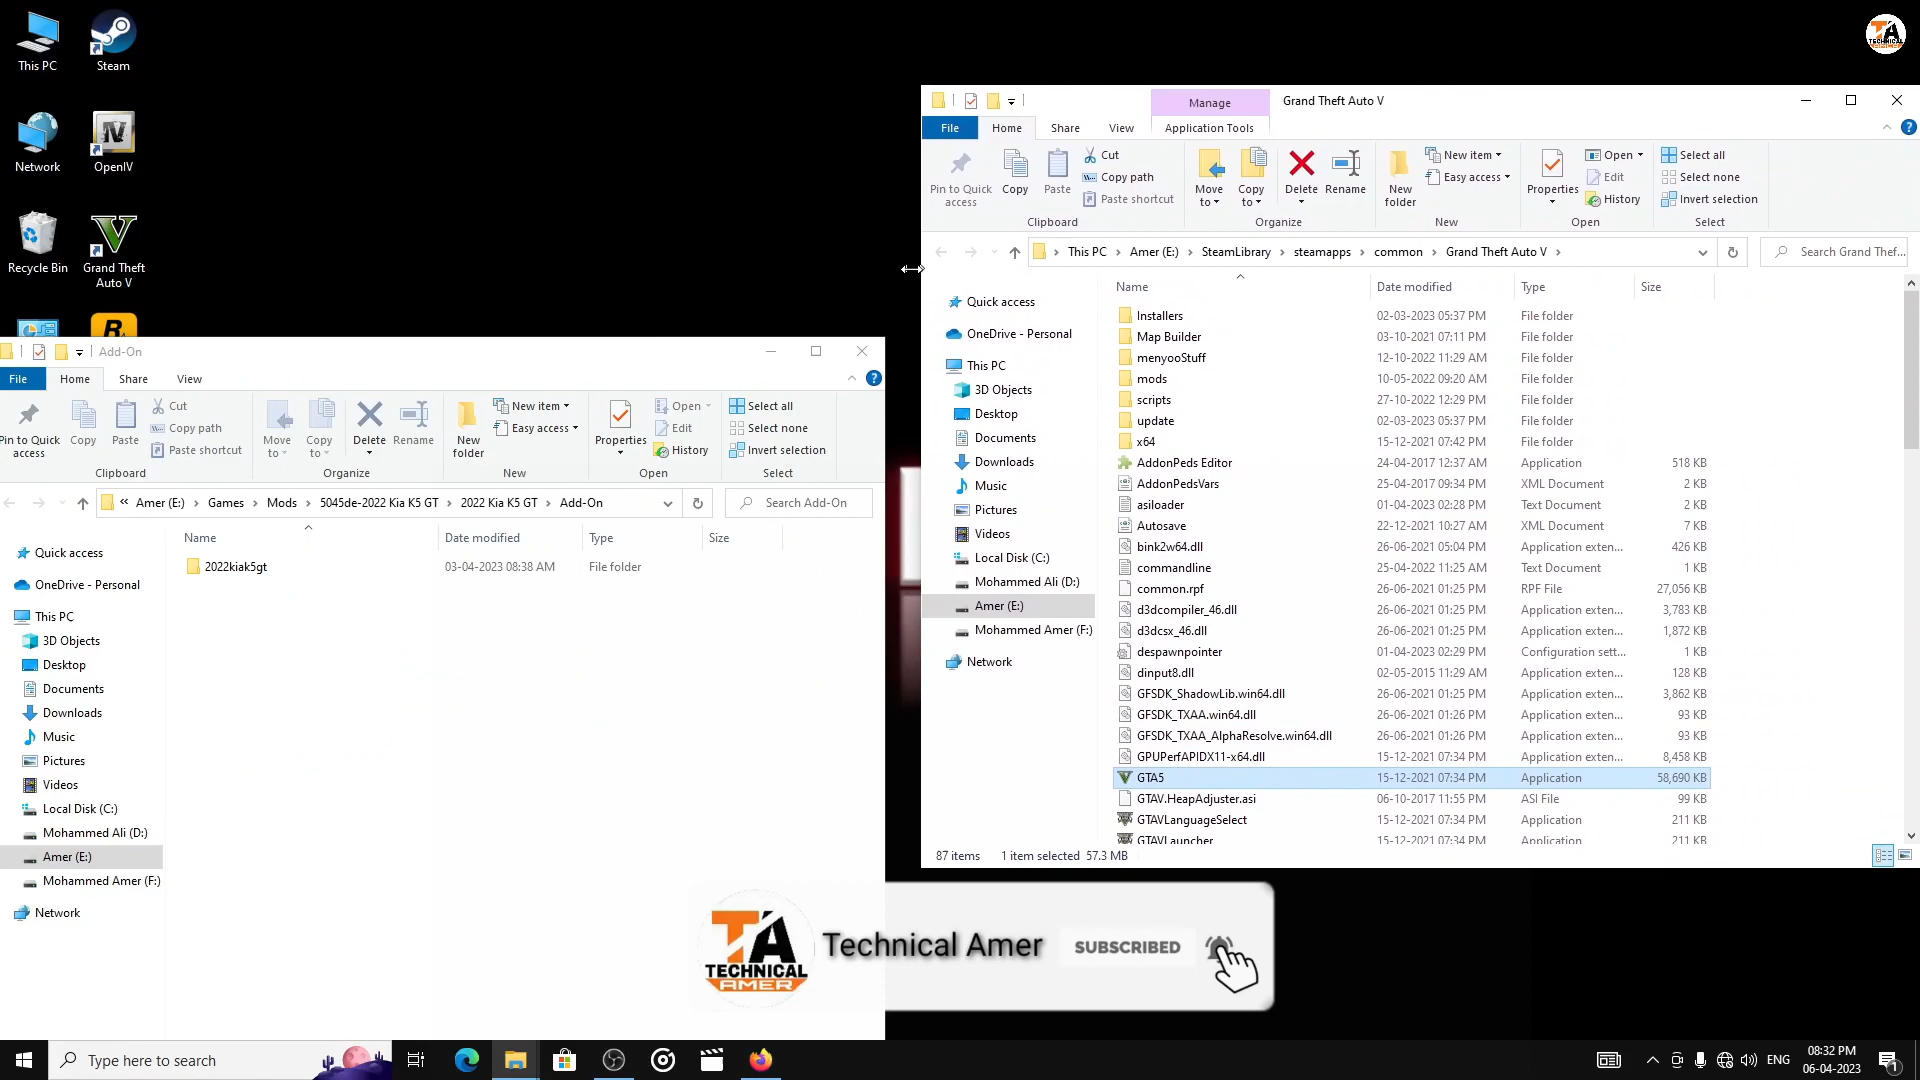 This PC
Steam
Network
OpenIV
Recycle Bin
Grand Theft
Auto V
TECHNICAL
Manage
Grand Theft Auto V
File
Home
Share
View
Application Tools
Pin to Quick
access
Copy
Paste
Cut
Copy path
Paste shortcut
Clipboard
Move
to
Copy
to
Delete
Rename
Organize
New
folder
New item
Easy access
New
Properties
Open
Edit
History
Open
Select all
Select none
Invert selection
Select
This PC > Amer (E:) > SteamLibrary > steamapps > common > Grand Theft Auto V >
Search Grand Thef...
Quick access
OneDrive - Personal
This PC
3D Objects
Desktop
Documents
Downloads
Music
Pictures
Videos
Local Disk (C:)
Mohammed Ali (D:)
Amer (E:)
Mohammed Amer (F:)
Network
Name Date modified Type Size
Installers 02-03-2023 05:37 PM File folder
Map Builder 03-10-2021 07:11 PM File folder
menyooStuff 12-10-2022 11:29 AM File folder
mods 10-05-2022 09:20 AM File folder
scripts 27-10-2022 12:29 PM File folder
update 02-03-2023 05:37 PM File folder
x64 15-12-2021 07:42 PM File folder
AddonPeds Editor 24-04-2017 12:37 AM Application 518 KB
AddonPedsVars 25-04-2017 09:34 PM XML Document 2 KB
asiloader 01-04-2023 02:28 PM Text Document 2 KB
Autosave 22-12-2021 10:27 AM XML Document 7 KB
bink2w64.dll 26-06-2021 05:04 PM Application exten... 426 KB
commandline 25-04-2022 11:25 AM Text Document 1 KB
common.rpf 26-06-2021 01:25 PM RPF File 27,056 KB
d3dcompiler_46.dll 26-06-2021 01:25 PM Application exten... 3,783 KB
d3dcsx_46.dll 26-06-2021 01:25 PM Application exten... 1,872 KB
despawnpointer 01-04-2023 02:29 PM Configuration sett... 1 KB
dinput8.dll 02-05-2015 11:29 AM Application exten... 128 KB
GFSDK_ShadowLib.win64.dll 26-06-2021 01:25 PM Application exten... 3,862 KB
GFSDK_TXAA.win64.dll 26-06-2021 01:26 PM Application exten... 93 KB
GFSDK_TXAA_AlphaResolve.win64.dll 26-06-2021 01:26 PM Application exten... 93 KB
GPUPerfAPIDX11-x64.dll 15-12-2021 07:34 PM Application exten... 8,458 KB
GTA5 15-12-2021 07:34 PM Application 58,690 KB
GTAV.HeapAdjuster.asi 06-10-2017 11:55 PM ASI File 99 KB
GTAVLanguageSelect 15-12-2021 07:34 PM Application 211 KB
GTAVLauncher 15-12-2021 07:34 PM Application 211 KB
87 items 1 item selected 57.3 MB
Add-On
File
Home
Share
View
Pin to Quick
access
Copy
Paste
Cut
Copy path
Paste shortcut
Clipboard
Move
to
Copy
to
Delete
Rename
Organize
New
folder
New item
Easy access
New
Properties
Open
Edit
History
Open
Select all
Select none
Invert selection
Select
« Amer (E:) > Games > Mods > 5045de-2022 Kia K5 GT > 2022 Kia K5 GT > Add-On
Search Add-On
Quick access
OneDrive - Personal
This PC
3D Objects
Desktop
Documents
Downloads
Music
Pictures
Videos
Local Disk (C:)
Mohammed Ali (D:)
Amer (E:)
Mohammed Amer (F:)
Network
Name Date modified Type Size
2022kiak5gt 03-04-2023 08:38 AM File folder
TA
TECHNICAL
AMER
Technical Amer
SUBSCRIBED
Type here to search
ENG
08:32 PM
06-04-2023
1